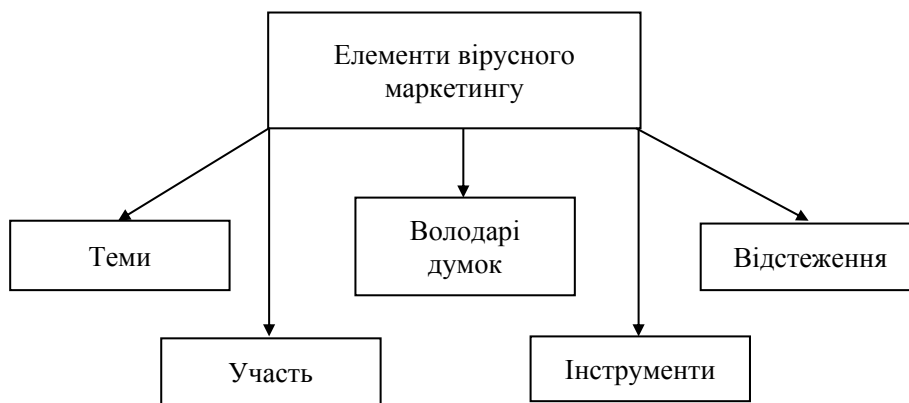 Елементи вірусного
маркетингу
Теми
Володарі
думок
Відстеження
Участь
Інструменти